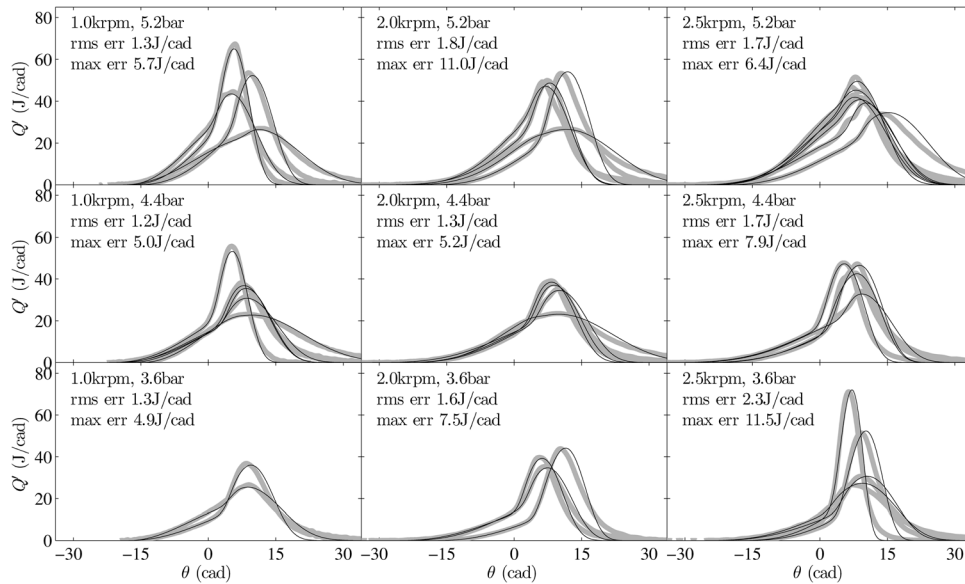 80
60
40
20
0
Q′ (J/cad)
1.0krpm, 5.2bar
rms err 1.3J/cad
max err 5.7J/cad
2.0krpm, 5.2bar
rms err 1.8J/cad
max err 11.0J/cad
2.5krpm, 5.2bar
rms err 1.7J/cad
max err 6.4J/cad
80
60
40
20
0
Q′ (J/cad)
1.0krpm, 4.4bar
rms err 1.2J/cad
max err 5.0J/cad
2.0krpm, 4.4bar
rms err 1.3J/cad
max err 5.2J/cad
2.5krpm, 4.4bar
rms err 1.7J/cad
max err 7.9J/cad
80
60
40
20
0
Q′ (J/cad)
1.0krpm, 3.6bar
rms err 1.3J/cad
max err 4.9J/cad
2.0krpm, 3.6bar
rms err 1.6J/cad
max err 7.5J/cad
2.5krpm, 3.6bar
rms err 2.3J/cad
max err 11.5J/cad
−30 −15 0 15 30 −30 −15 0 15 30 −30 −15 0 15 30
θ (cad) θ (cad) θ (cad)